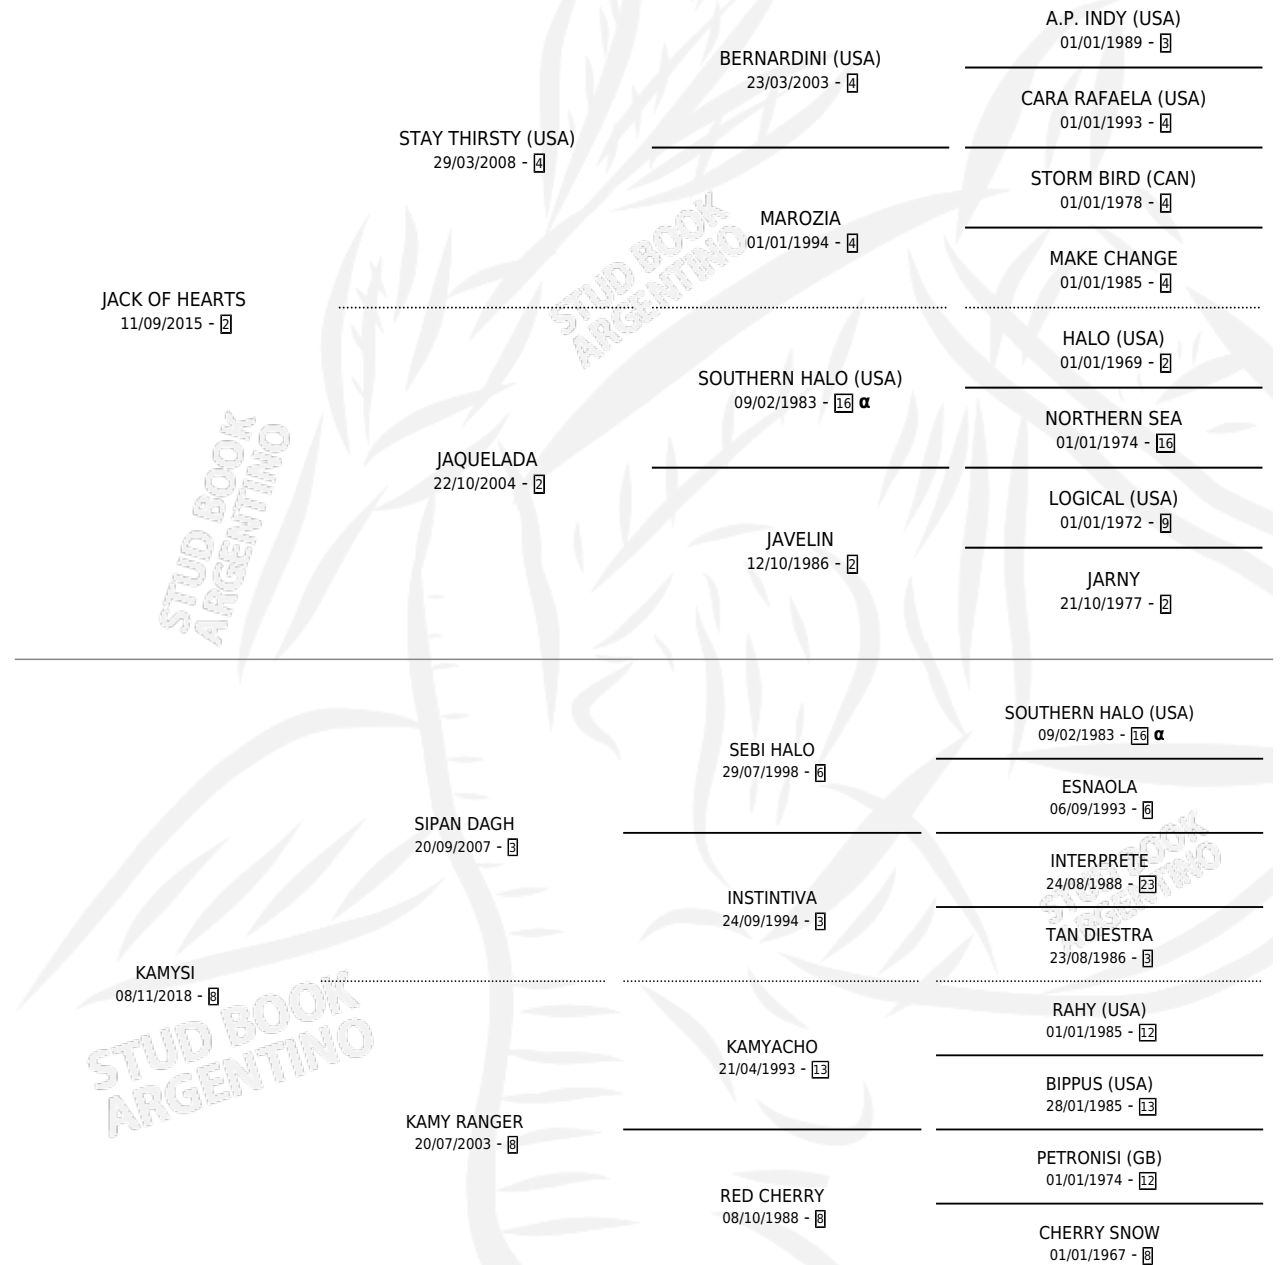 A.P. INDY (USA)
01/01/1989 - 3
BERNARDINI (USA)
23/03/2003 - 4
CARA RAFAELA (USA)
01/01/1993 - 4
STAY THIRSTY (USA)
29/03/2008 - 4
STORM BIRD (CAN)
01/01/1978 - 4
MAROZIA
01/01/1994 - 4
MAKE CHANGE
01/01/1985 - 4
JACK OF HEARTS
11/09/2015 - 2
HALO (USA)
01/01/1969 - 2
SOUTHERN HALO (USA)
09/02/1983 - 16 α
NORTHERN SEA
01/01/1974 - 16
JAQUELADA
22/10/2004 - 2
LOGICAL (USA)
01/01/1972 - 9
JAVELIN
12/10/1986 - 2
JARNY
21/10/1977 - 2
STUD BOOK
ARGENTINO
STUD BOOK
ARGENTINO
SOUTHERN HALO (USA)
09/02/1983 - 16 α
SEBI HALO
29/07/1998 - 6
ESNAOLA
06/09/1993 - 6
SIPAN DAGH
20/09/2007 - 3
INTERPRETE
24/08/1988 - 23
INSTINTIVA
24/09/1994 - 3
TAN DIESTRA
23/08/1986 - 3
KAMYSI
08/11/2018 - 8
RAHY (USA)
01/01/1985 - 12
KAMYACHO
21/04/1993 - 13
BIPPUS (USA)
28/01/1985 - 13
KAMY RANGER
20/07/2003 - 8
PETRONISI (GB)
01/01/1974 - 12
RED CHERRY
08/10/1988 - 8
CHERRY SNOW
01/01/1967 - 8
STUD BOOK
ARGENTINO
STUD BOOK
ARGENTINO